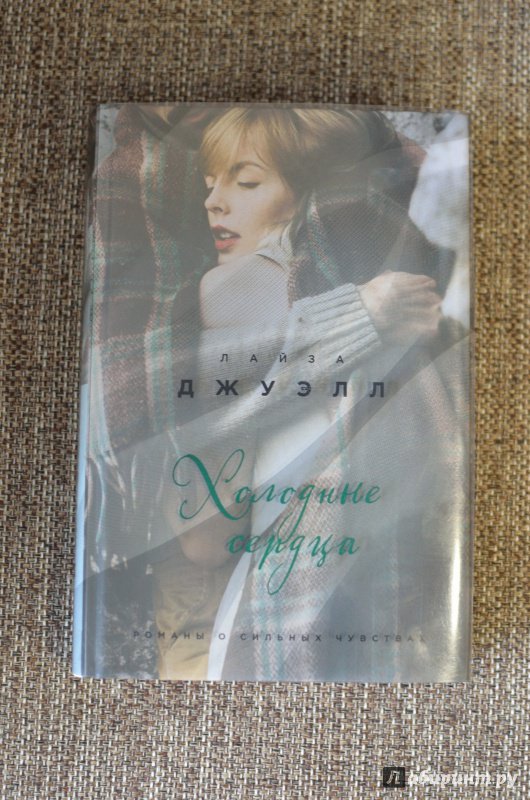 ЛАЙЗА
ДЖУЭЛЛ
Холодные
сердца
РОМАНЫ О СИЛЬНЫХ ЧУВСТВАХ
Лабиринт.ру